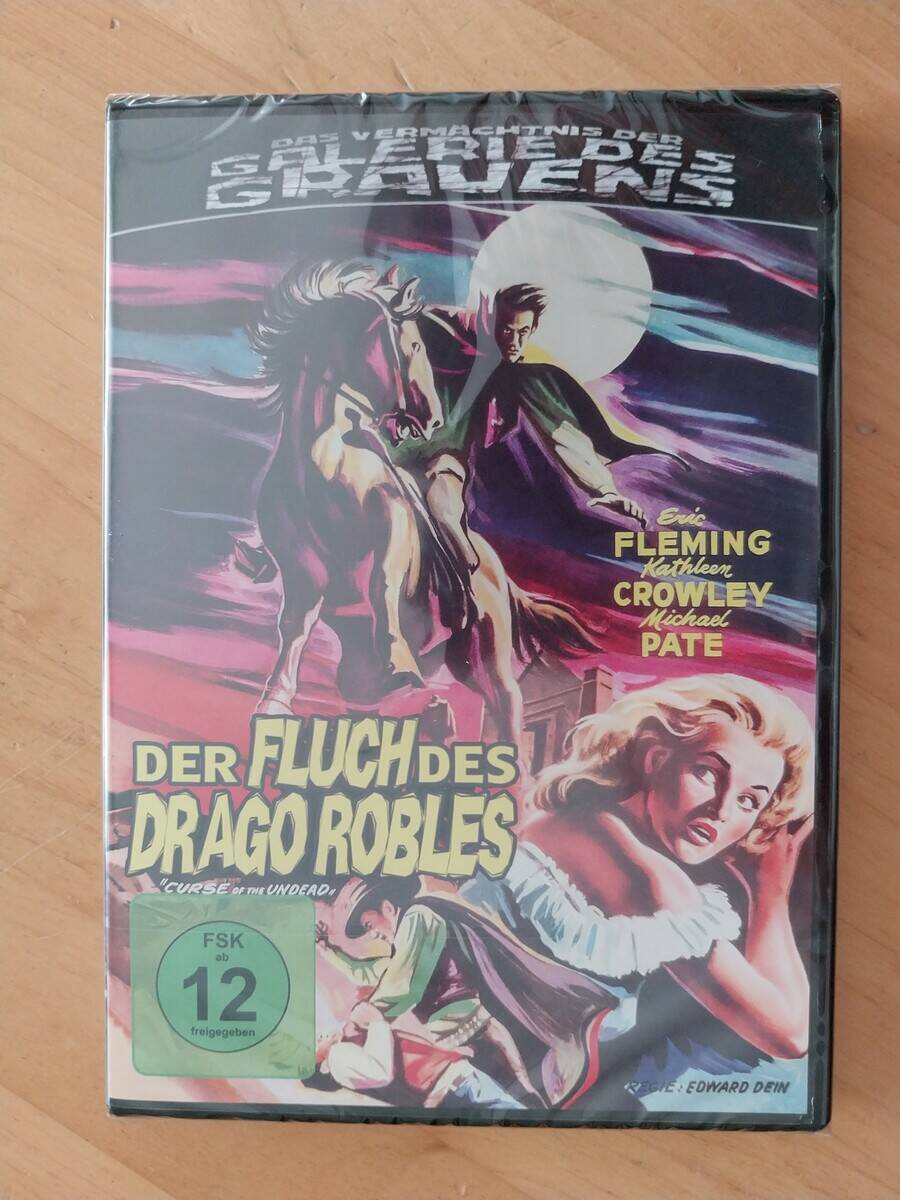 DAS VERMÄCHTNIS DER
GALERIE DES
GRAUENS
Eric
FLEMING
Kathleen
CROWLEY
Michael
PATE
DER FLUCH DES
DRAGO ROBLES
"CURSE OF THE UNDEAD"
FSK
ab
12
freigegeben
REGIE: EDWARD DEIN